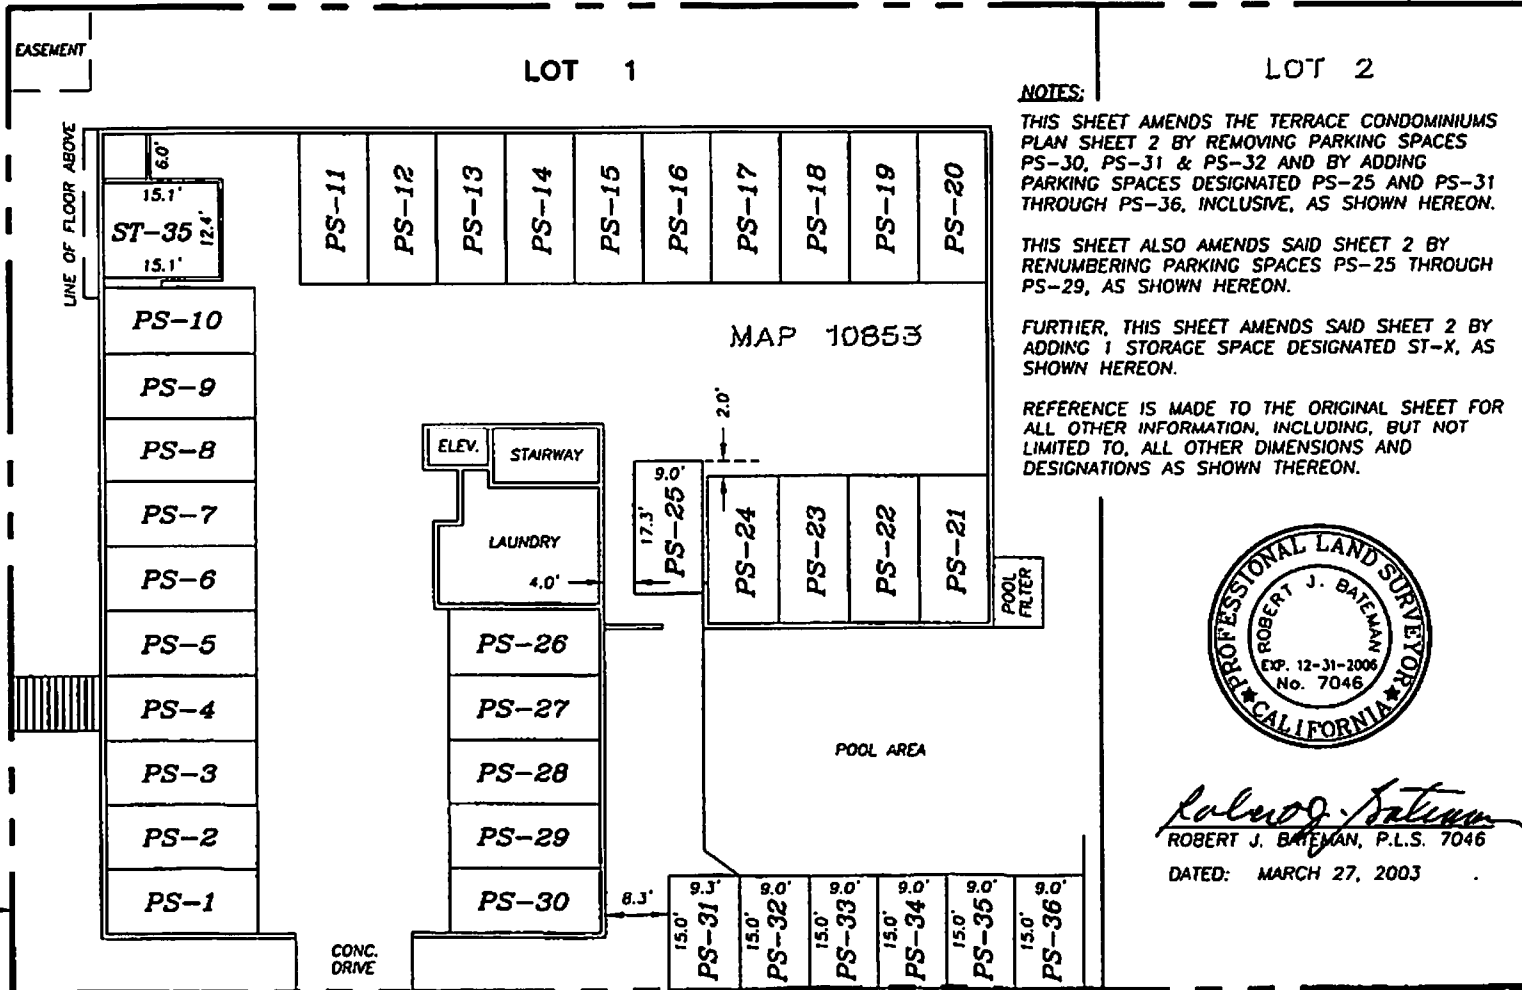 EASEMENT
LOT 1
LOT 2
NOTES:
THIS SHEET AMENDS THE TERRACE CONDOMINIUMS
PLAN SHEET 2 BY REMOVING PARKING SPACES
PS-30, PS-31 & PS-32 AND BY ADDING
PARKING SPACES DESIGNATED PS-25 AND PS-31
THROUGH PS-36, INCLUSIVE, AS SHOWN HEREON.
THIS SHEET ALSO AMENDS SAID SHEET 2 BY
RENUMBERING PARKING SPACES PS-25 THROUGH
PS-29, AS SHOWN HEREON.
FURTHER, THIS SHEET AMENDS SAID SHEET 2 BY
ADDING 1 STORAGE SPACE DESIGNATED ST-X, AS
SHOWN HEREON.
REFERENCE IS MADE TO THE ORIGINAL SHEET FOR
ALL OTHER INFORMATION, INCLUDING, BUT NOT
LIMITED TO, ALL OTHER DIMENSIONS AND
DESIGNATIONS AS SHOWN THEREON.
LINE OF FLOOR ABOVE
6.0'
15.1'
ST-35
12.4'
15.1'
PS-11
PS-12
PS-13
PS-14
PS-15
PS-16
PS-17
PS-18
PS-19
PS-20
MAP 10853
PS-10
PS-9
PS-8
PS-7
PS-6
PS-5
PS-4
PS-3
PS-2
PS-1
ELEV.
STAIRWAY
LAUNDRY
4.0'
2.0'
9.0'
17.3'
PS-25
PS-24
PS-23
PS-22
PS-21
POOL
FILTER
PS-26
PS-27
PS-28
PS-29
PS-30
POOL AREA
8.3'
9.3'
15.0'
PS-31
9.0'
15.0'
PS-32
9.0'
15.0'
PS-33
9.0'
15.0'
PS-34
9.0'
15.0'
PS-35
9.0'
15.0'
PS-36
CONC.
DRIVE
PROFESSIONAL LAND SURVEYOR
ROBERT J. BATEMAN
EXP. 12-31-2006
No. 7046
CALIFORNIA
Robert J. Bateman
ROBERT J. BATEMAN, P.L.S. 7046
DATED: MARCH 27, 2003